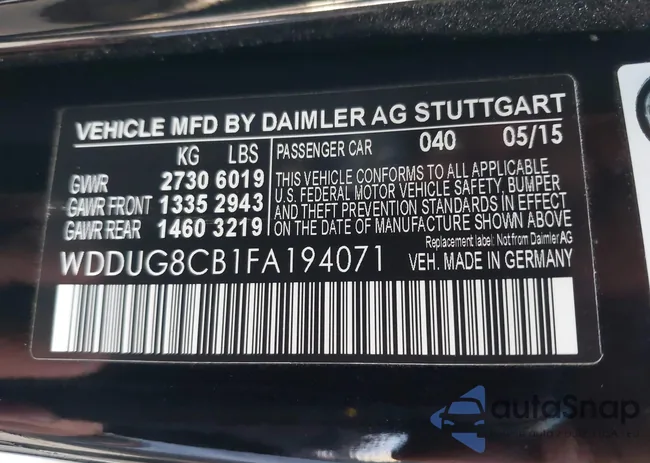 VEHICLE MFD BY DAIMLER AG STUTTGART
KG LBS PASSENGER CAR 040 05/15
GVWR 2730 6019 THIS VEHICLE CONFORMS TO ALL APPLICABLE
U.S. FEDERAL MOTOR VEHICLE SAFETY, BUMPER
GAWR FRONT 1335 2943 AND THEFT PREVENTION STANDARDS IN EFFECT ON
GAWR REAR 1460 3219 THE DATE OF MANUFACTURE SHOWN ABOVE
Replacement label: Not from Daimler AG
WDDUG8CB1FA194071 VEH. MADE IN GERMANY
autoSnap